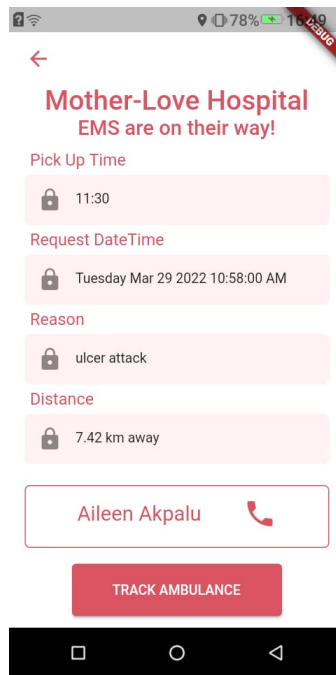 78% 16:49
DEBUG
Mother-Love Hospital
EMS are on their way!
Pick Up Time
11:30
Request DateTime
Tuesday Mar 29 2022 10:58:00 AM
Reason
ulcer attack
Distance
7.42 km away
Aileen Akpalu
TRACK AMBULANCE